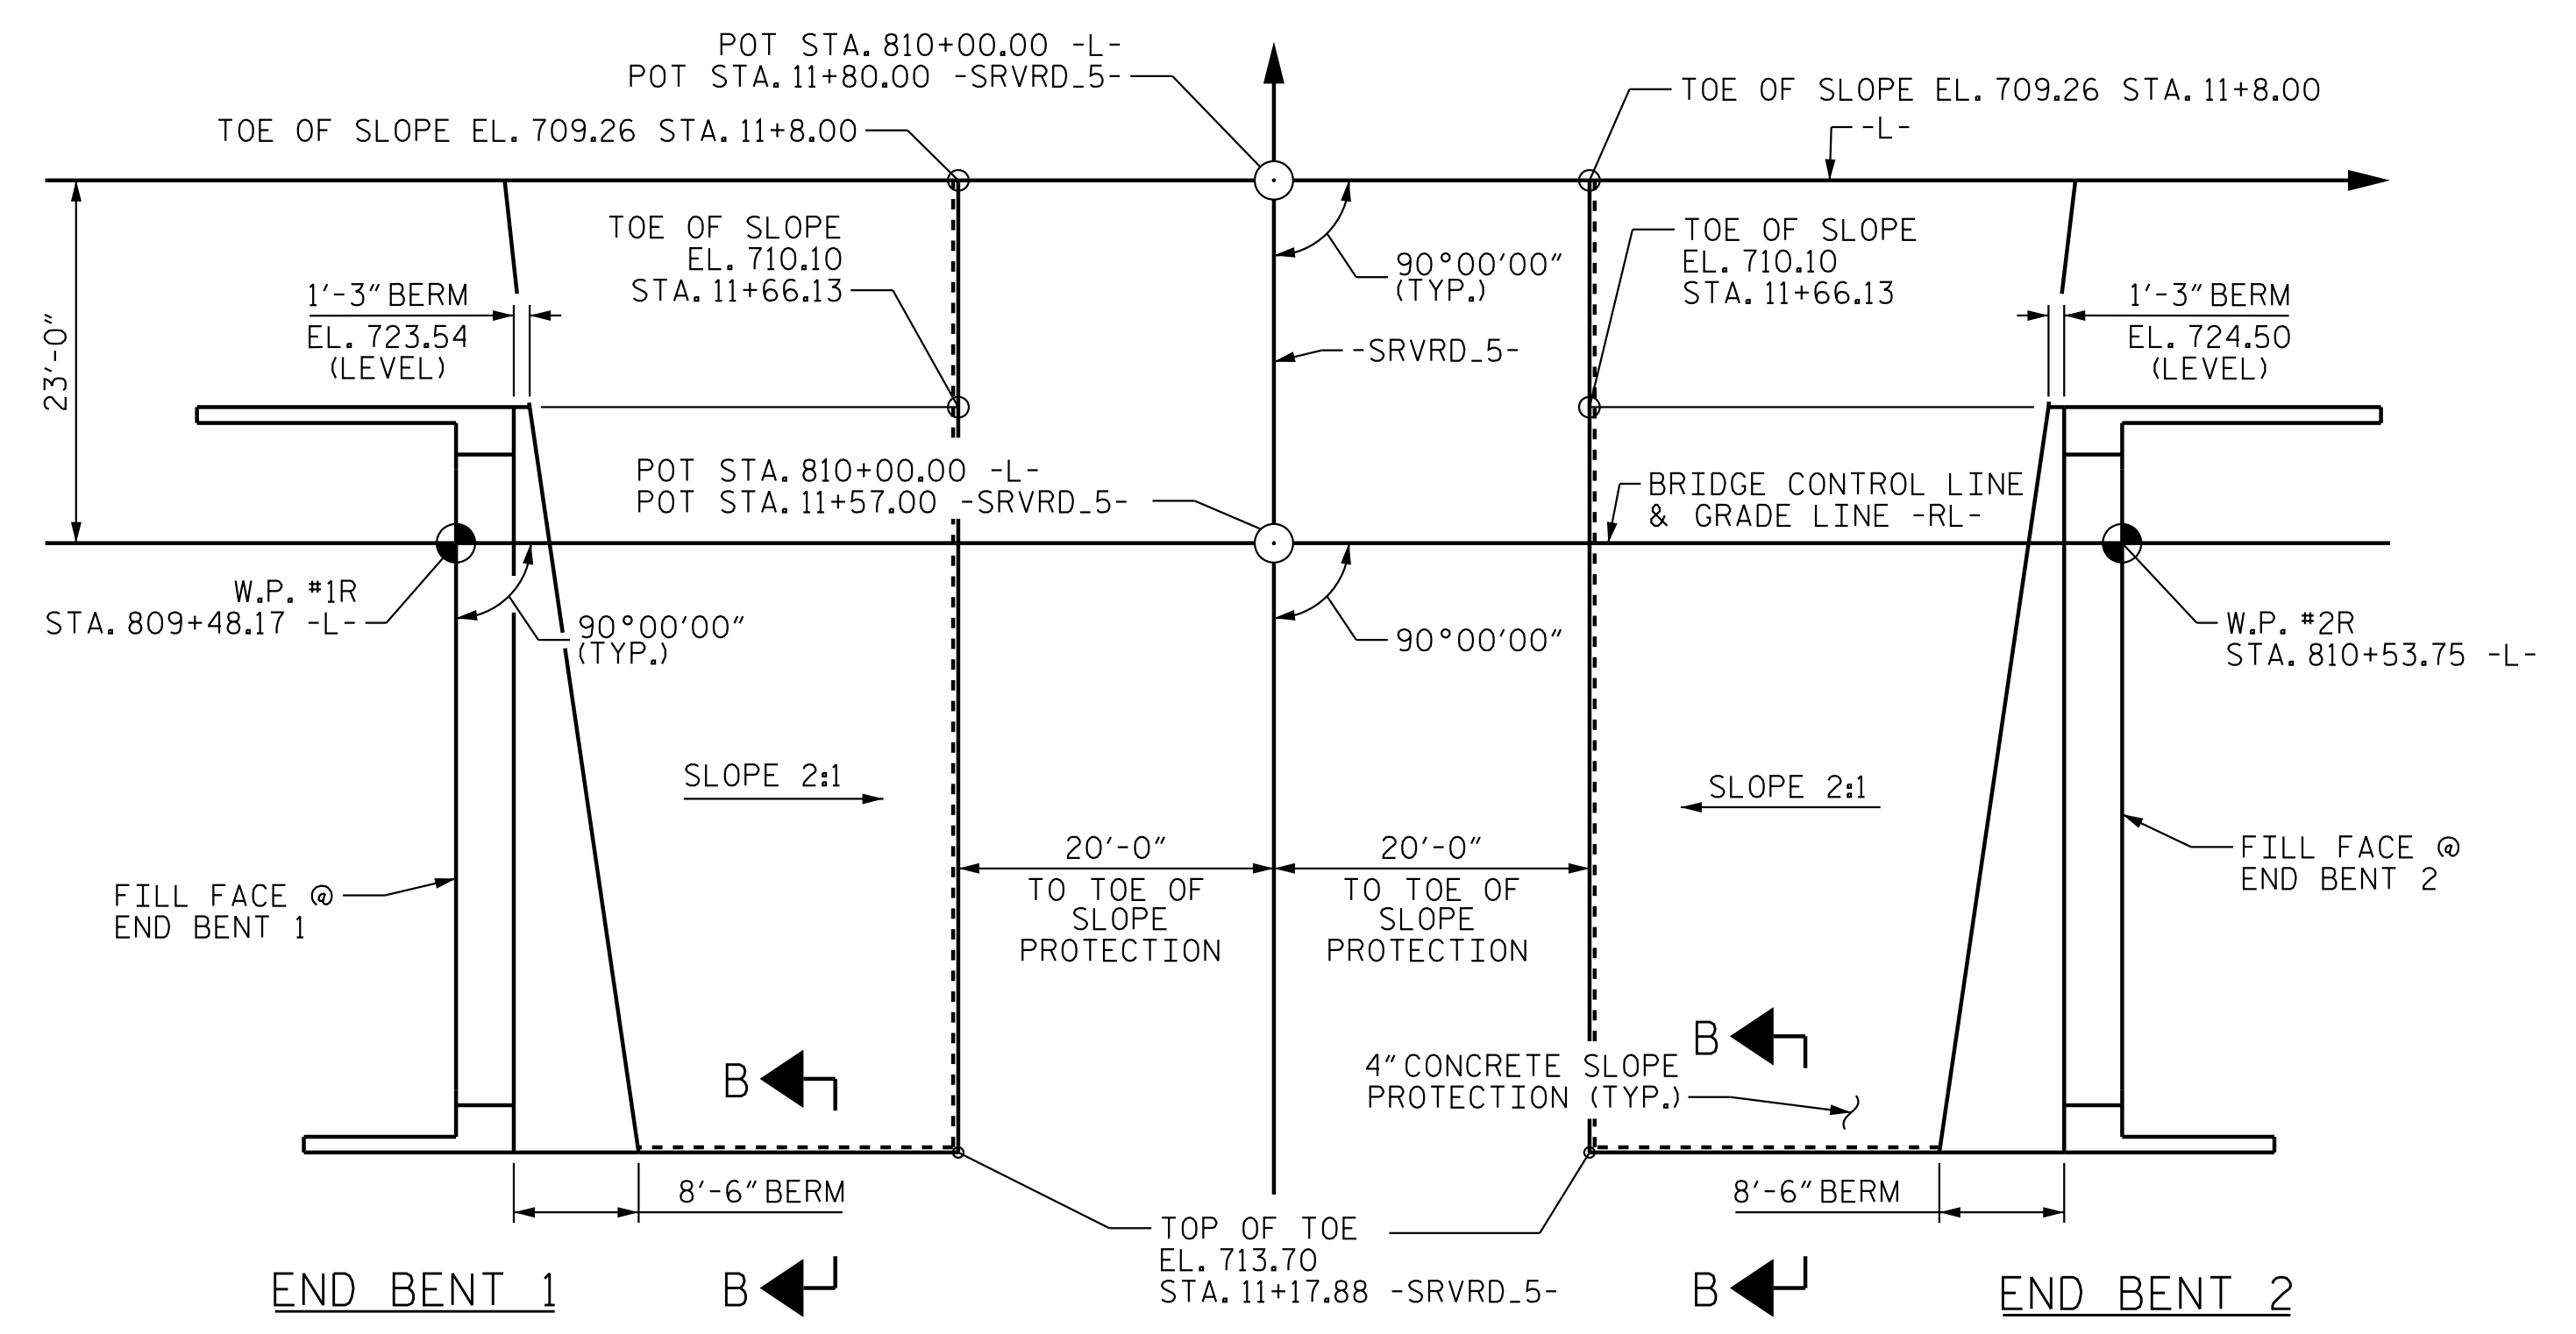 POT STA. 810+00.00 -L-
POT STA. 11+80.00 -SRVRD_5-
TOE OF SLOPE EL. 709.26 STA. 11+8.00
TOE OF SLOPE EL. 709.26 STA. 11+8.00
-L-
TOE OF SLOPE
EL. 710.10
STA. 11+66.13
90°00'00"
(TYP.)
TOE OF SLOPE
EL. 710.10
STA. 11+66.13
1'-3" BERM
EL. 723.54
(LEVEL)
23'-0"
-SRVRD_5-
1'-3" BERM
EL. 724.50
(LEVEL)
POT STA. 810+00.00 -L-
POT STA. 11+57.00 -SRVRD_5-
BRIDGE CONTROL LINE
& GRADE LINE -RL-
W.P. #1R
STA. 809+48.17 -L-
90°00'00"
(TYP.)
90°00'00"
W.P. #2R
STA. 810+53.75 -L-
SLOPE 2:1
SLOPE 2:1
20'-0"
TO TOE OF
SLOPE
PROTECTION
20'-0"
TO TOE OF
SLOPE
PROTECTION
FILL FACE @
END BENT 1
FILL FACE @
END BENT 2
B
B
4" CONCRETE SLOPE
PROTECTION (TYP.)
8'-6" BERM
8'-6" BERM
TOP OF TOE
EL. 713.70
STA. 11+17.88 -SRVRD_5-
END BENT 1
B
B
END BENT 2